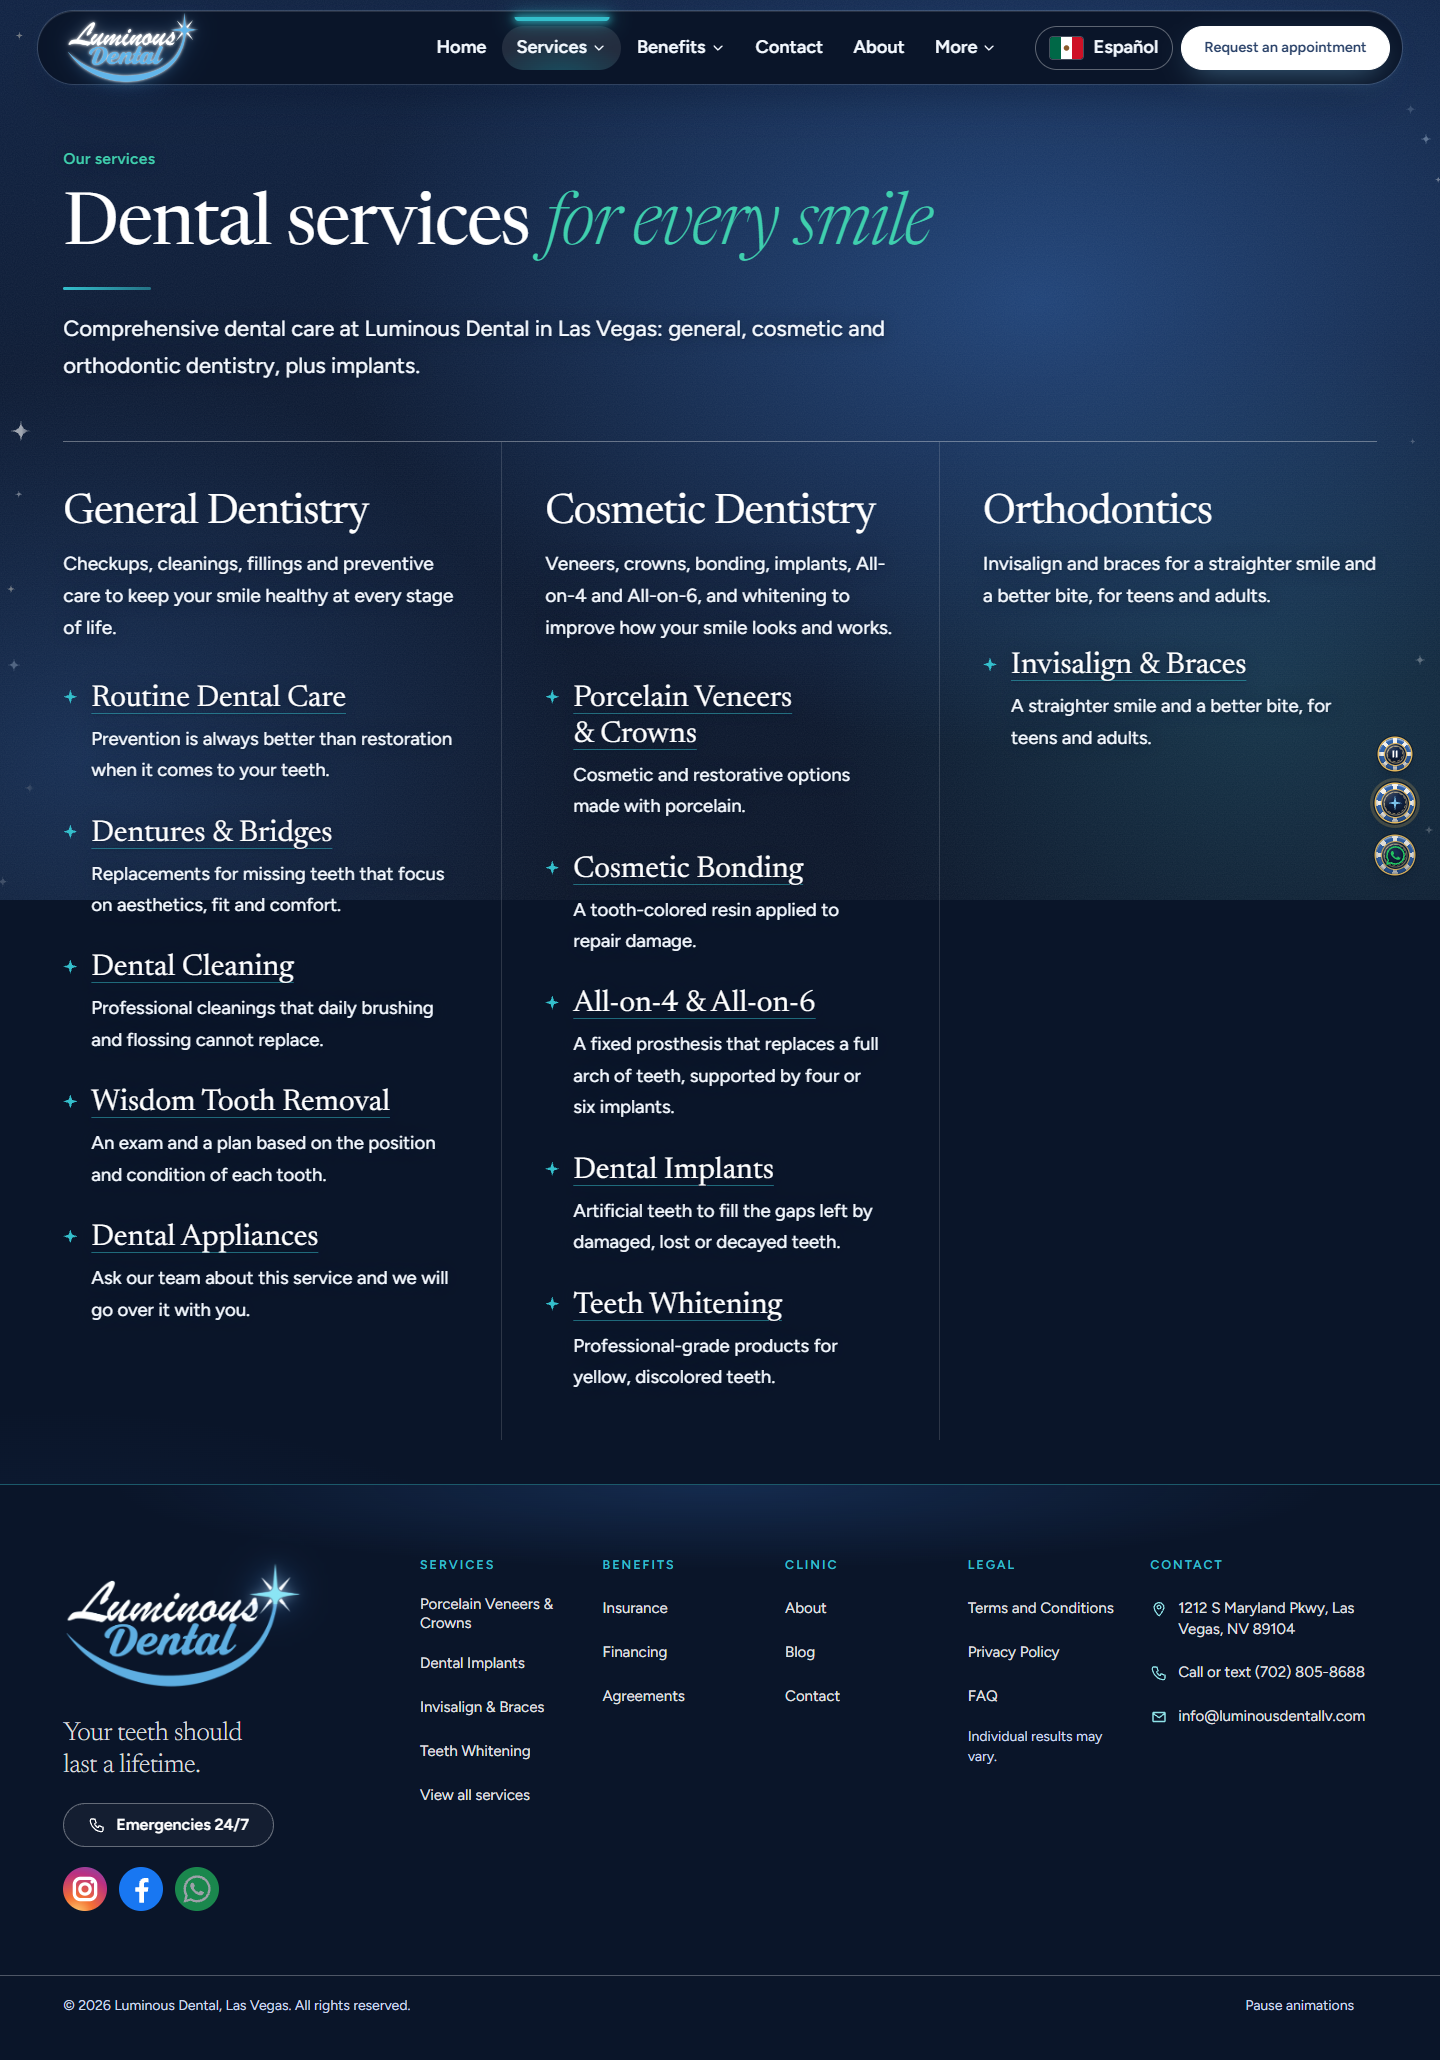 Luminous
Dental
Home
Services
Benefits
Contact
About
More
Español
Request an appointment
Our services
Dental services for every smile
Comprehensive dental care at Luminous Dental in Las Vegas: general, cosmetic and
orthodontic dentistry, plus implants.
General Dentistry
Checkups, cleanings, fillings and preventive
care to keep your smile healthy at every stage
of life.
Routine Dental Care
Prevention is always better than restoration
when it comes to your teeth.
Dentures & Bridges
Replacements for missing teeth that focus
on aesthetics, fit and comfort.
Dental Cleaning
Professional cleanings that daily brushing
and flossing cannot replace.
Wisdom Tooth Removal
An exam and a plan based on the position
and condition of each tooth.
Dental Appliances
Ask our team about this service and we will
go over it with you.
Cosmetic Dentistry
Veneers, crowns, bonding, implants, All-
on-4 and All-on-6, and whitening to
improve how your smile looks and works.
Porcelain Veneers
& Crowns
Cosmetic and restorative options
made with porcelain.
Cosmetic Bonding
A tooth-colored resin applied to
repair damage.
All-on-4 & All-on-6
A fixed prosthesis that replaces a full
arch of teeth, supported by four or
six implants.
Dental Implants
Artificial teeth to fill the gaps left by
damaged, lost or decayed teeth.
Teeth Whitening
Professional-grade products for
yellow, discolored teeth.
Orthodontics
Invisalign and braces for a straighter smile and
a better bite, for teens and adults.
Invisalign & Braces
A straighter smile and a better bite, for
teens and adults.
Luminous
Dental
Your teeth should
last a lifetime.
Emergencies 24/7
SERVICES
Porcelain Veneers &
Crowns
Dental Implants
Invisalign & Braces
Teeth Whitening
View all services
BENEFITS
Insurance
Financing
Agreements
CLINIC
About
Blog
Contact
LEGAL
Terms and Conditions
Privacy Policy
FAQ
Individual results may
vary.
CONTACT
1212 S Maryland Pkwy, Las
Vegas, NV 89104
Call or text (702) 805-8688
info@luminousdentallv.com
© 2026 Luminous Dental, Las Vegas. All rights reserved.
Pause animations